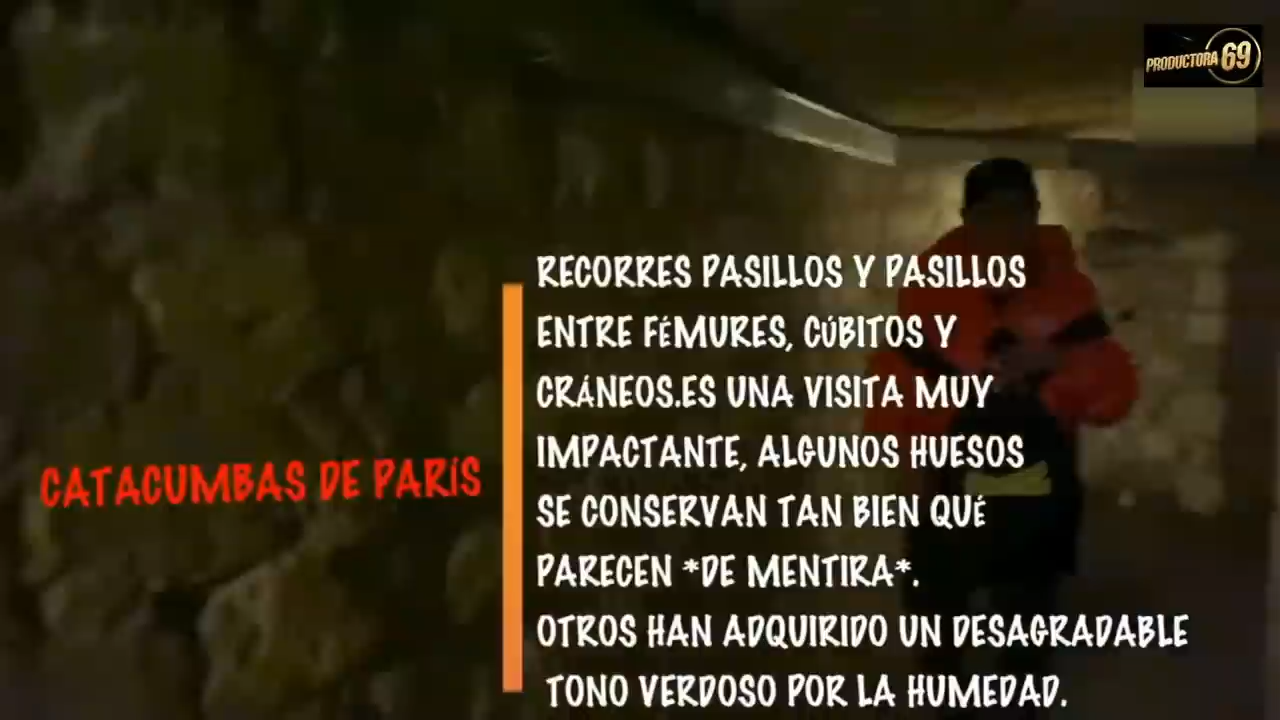 PRODUCTORA 69
RECORRES PASILLOS Y PASILLOS
ENTRE FÉMURES, CÚBITOS Y
CRÁNEOS.ES UNA VISITA MUY
IMPACTANTE, ALGUNOS HUESOS
SE CONSERVAN TAN BIEN QUÉ
PARECEN *DE MENTIRA*.
OTROS HAN ADQUIRIDO UN DESAGRADABLE
TONO VERDOSO POR LA HUMEDAD.
CATACUMBAS DE PARÍS